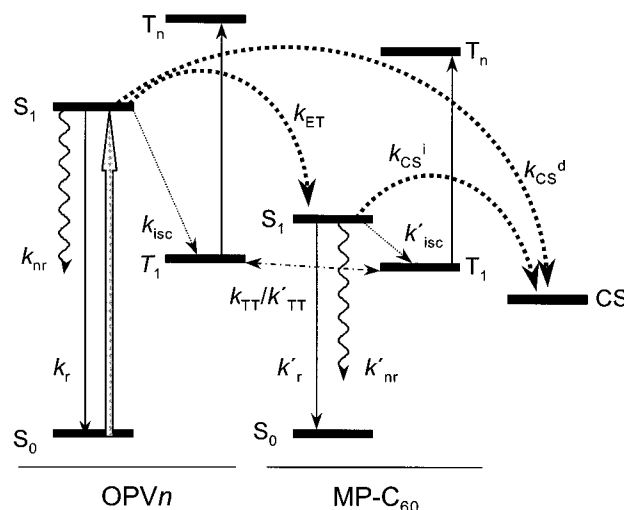 Tn
Tn
S1
kET
kCSi
kCSd
S1
kisc
k′isc
knr
T1
T1
kTT/k′TT
CS
kr
k′r
k′nr
S0
S0
OPVn
MP-C60